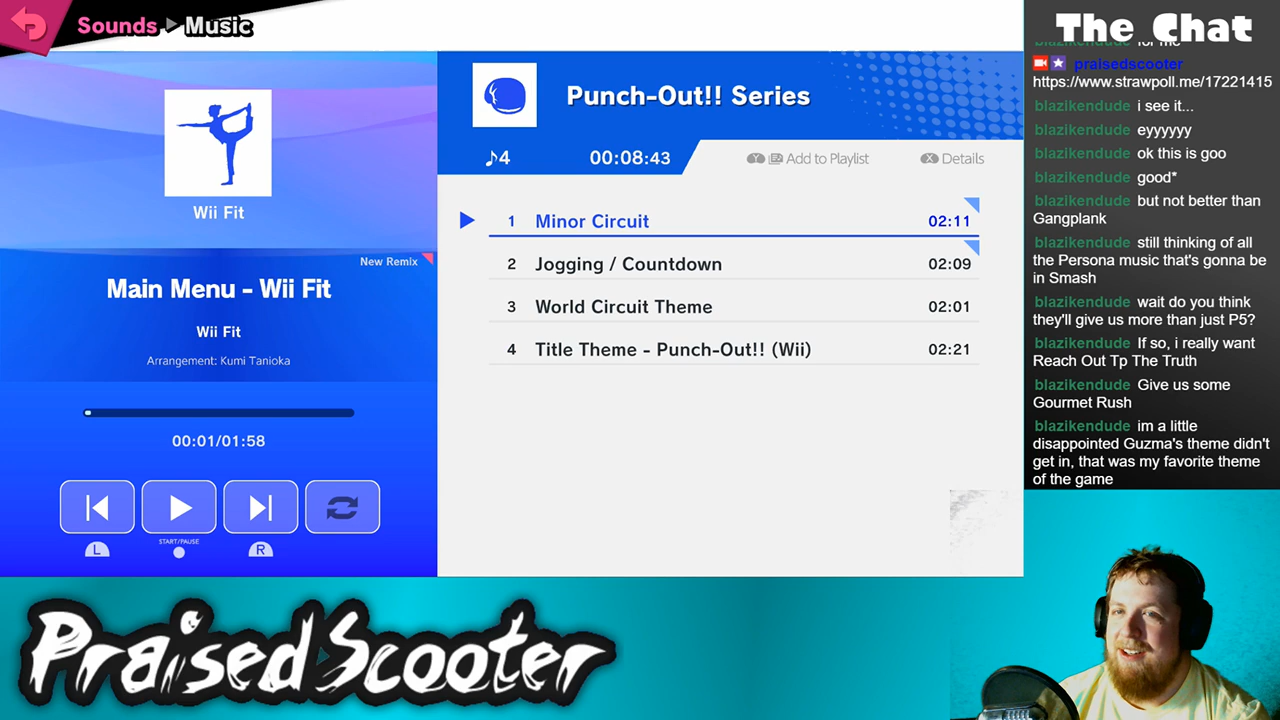 Sounds ▶ Music
Wii Fit
New Remix
Main Menu - Wii Fit
Wii Fit
Arrangement: Kumi Tanioka
00:01/01:58
L
START/PAUSE
R
Punch-Out!! Series
♪4 00:08:43
Y Add to Playlist X Details
1 Minor Circuit 02:11
2 Jogging / Countdown 02:09
3 World Circuit Theme 02:01
4 Title Theme - Punch-Out!! (Wii) 02:21
The Chat
blazikendude for me
praisedscooter
https://www.strawpoll.me/17221415
blazikendude i see it...
blazikendude eyyyyyy
blazikendude ok this is goo
blazikendude good*
blazikendude but not better than
Gangplank
blazikendude still thinking of all
the Persona music that's gonna be
in Smash
blazikendude wait do you think
they'll give us more than just P5?
blazikendude If so, i really want
Reach Out Tp The Truth
blazikendude Give us some
Gourmet Rush
blazikendude im a little
disappointed Guzma's theme didn't
get in, that was my favorite theme
of the game
PraisedScooter